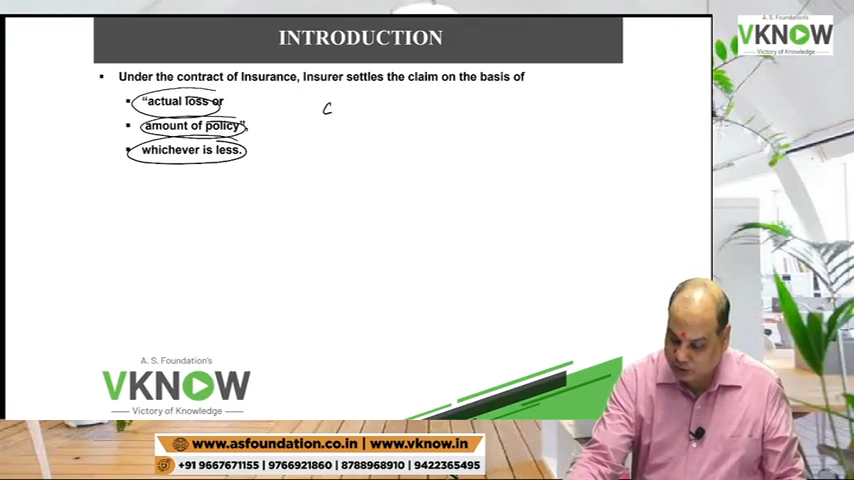 INTRODUCTION
A. S. Foundation's
VKNOW
Victory of Knowledge
▪ Under the contract of Insurance, Insurer settles the claim on the basis of
▪ “actual loss or
▪ amount of policy”,
▪ whichever is less.
C
A. S. Foundation's
VKNOW
Victory of Knowledge
www.asfoundation.co.in | www.vknow.in
+91 9667671155 | 9766921860 | 8788968910 | 9422365495